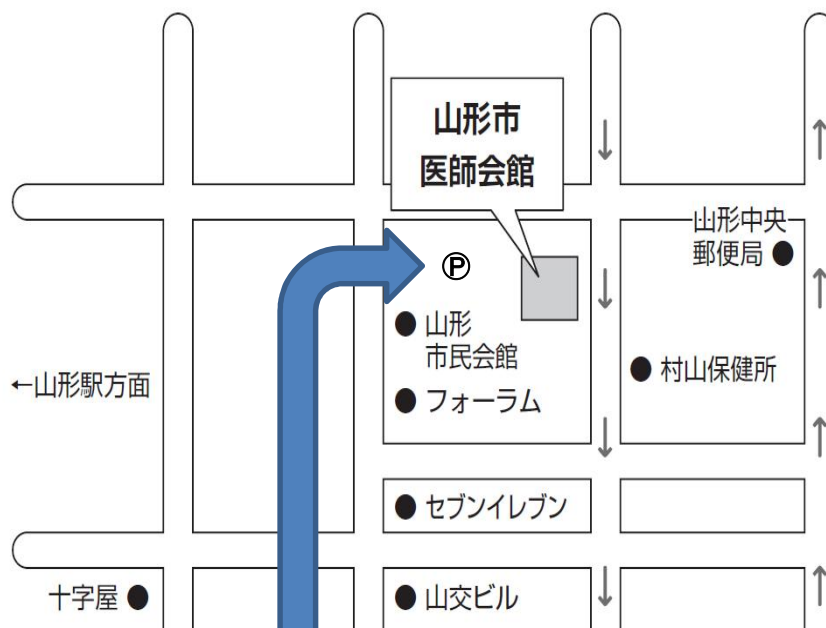 山形市
医師会館
山形中央
郵便局
Ⓟ
山形
市民会館
フォーラム
村山保健所
←山形駅方面
セブンイレブン
十字屋
山交ビル